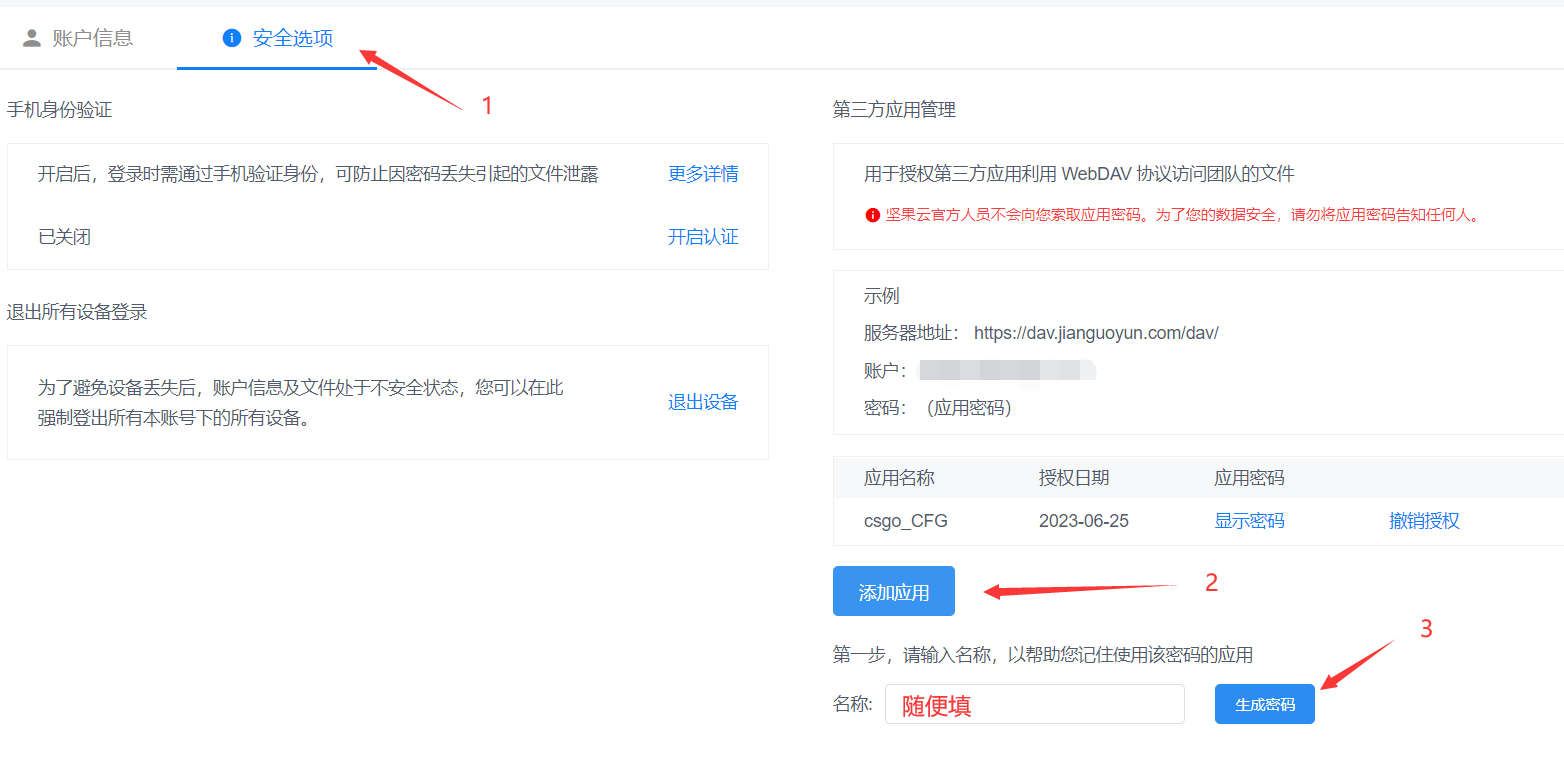 账户信息
安全选项
1
手机身份验证
开启后，登录时需通过手机验证身份，可防止因密码丢失引起的文件泄露
更多详情
已关闭
开启认证
退出所有设备登录
为了避免设备丢失后，账户信息及文件处于不安全状态，您可以在此
强制登出所有本账号下的所有设备。
退出设备
第三方应用管理
用于授权第三方应用利用 WebDAV 协议访问团队的文件
坚果云官方人员不会向您索取应用密码。为了您的数据安全，请勿将应用密码告知任何人。
示例
服务器地址： https://dav.jianguoyun.com/dav/
账户：
密码：（应用密码）
应用名称 授权日期 应用密码
csgo_CFG 2023-06-25 显示密码 撤销授权
添加应用
2
3
第一步，请输入名称，以帮助您记住使用该密码的应用
名称: 随便填 生成密码